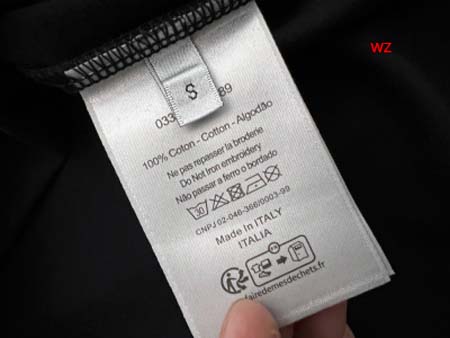 WZ
S
033 89
100% Coton - Cotton - Algodão
Ne pas repasser la broderie
Do Not Iron embroidery
Não passar a ferro o bordado
30
CNPJ 02-046-366/0003-99
Made in ITALY
ITALIA
airedemesdechets.fr